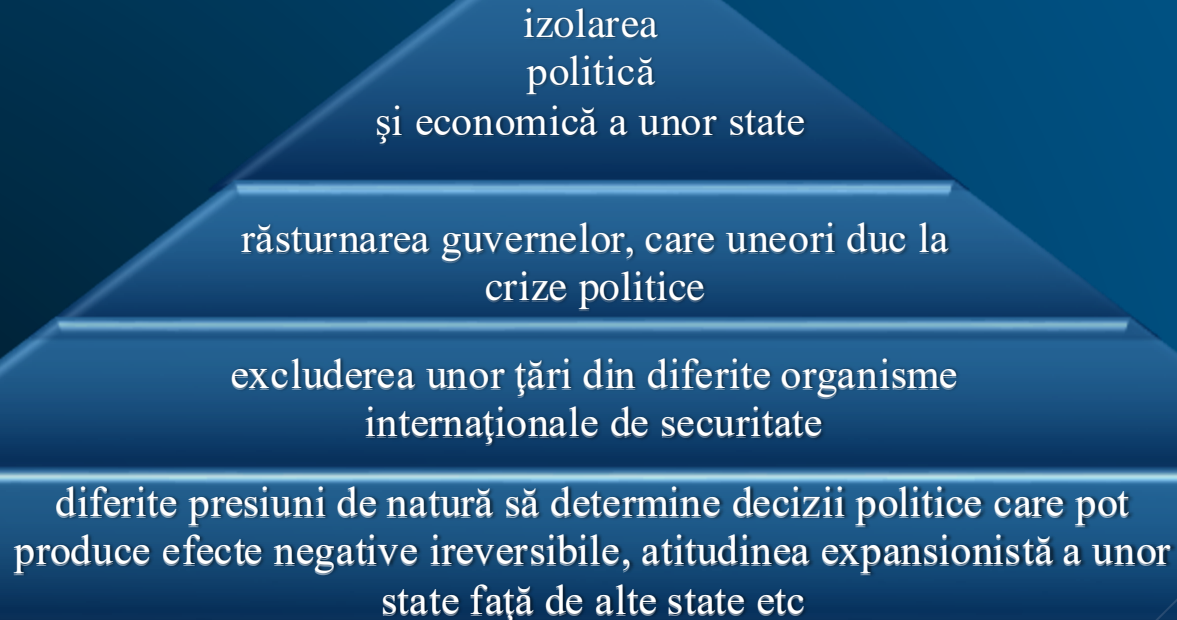 izolarea
politică
şi economică a unor state
răsturnarea guvernelor, care uneori duc la
crize politice
excluderea unor ţări din diferite organisme
internaţionale de securitate
diferite presiuni de natură să determine decizii politice care pot
produce efecte negative ireversibile, atitudinea expansionistă a unor
state faţă de alte state etc